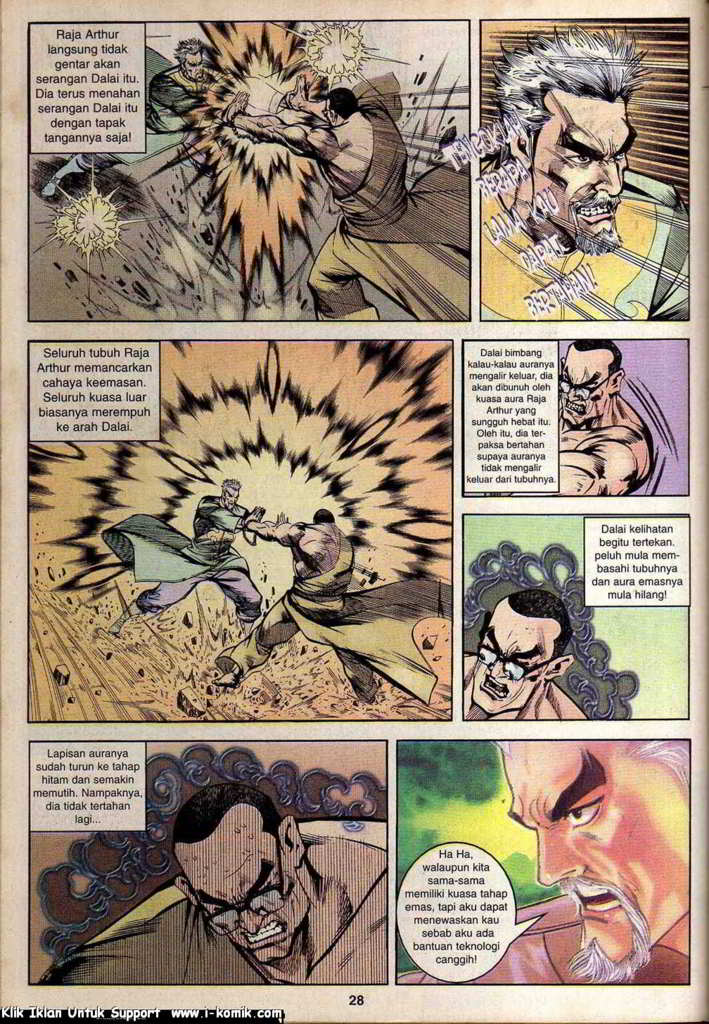 Raja Arthur
langsung tidak
gentar akan
serangan Dalai itu.
Dia terus menahan
serangan Dalai itu
dengan tapak
tangannya saja!
TENGOKLAH
BERAPA
LAMA KAU
DAPAT
BERTAHAN!
Seluruh tubuh Raja
Arthur memancarkan
cahaya keemasan.
Seluruh kuasa luar
biasanya merempuh
ke arah Dalai.
Dalai bimbang
kalau-kalau auranya
mengalir keluar, dia
akan dibunuh oleh
kuasa aura Raja
Arthur yang
sungguh hebat itu.
Oleh itu, dia ter-
paksa bertahan
supaya auranya
tidak mengalir
keluar dari tubuhnya.
Dalai kelihatan
begitu tertekan.
peluh mula mem-
basahi tubuhnya
dan aura emasnya
mula hilang!
Lapisan auranya
sudah turun ke tahap
hitam dan semakin
memutih. Nampaknya,
dia tidak tertahan
lagi...
Ha Ha,
walaupun kita
sama-sama
memiliki kuasa tahap
emas, tapi aku dapat
menewaskan kau
sebab aku ada
bantuan teknologi
canggih!
28
Klik Iklan Untuk Support www.i-komik.com